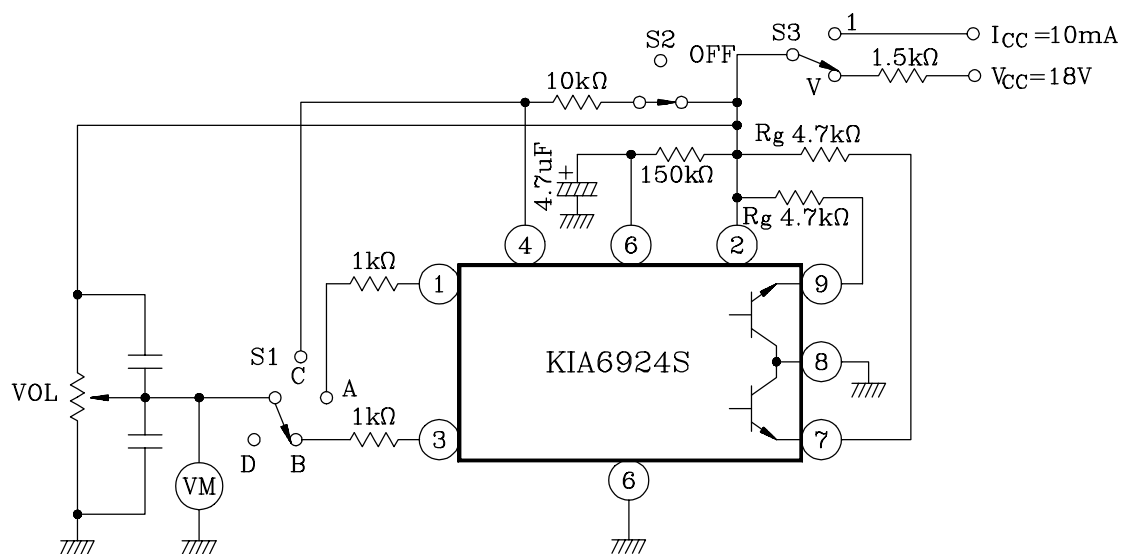 1
S3
ICC=10mA
S2
OFF
1.5kΩ
V
VCC=18V
10kΩ
Rg 4.7kΩ
4.7uF
+
150kΩ
Rg 4.7kΩ
4
6
2
1kΩ
1
9
S1
C
KIA6924S
8
VOL
A
1kΩ
3
7
D
B
VM
6